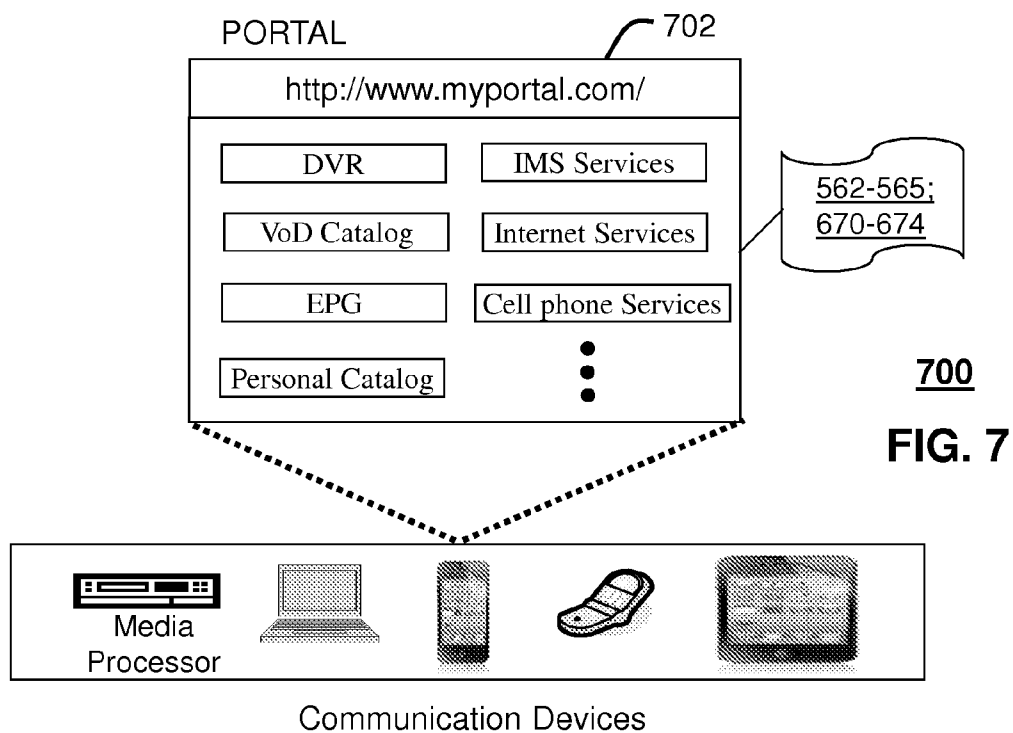 PORTAL
702
http://www.myportal.com/
DVR
IMS Services
VoD Catalog
Internet Services
EPG
Cell phone Services
Personal Catalog
562-565;
670-674
700
FIG. 7
Media
Processor
Communication Devices